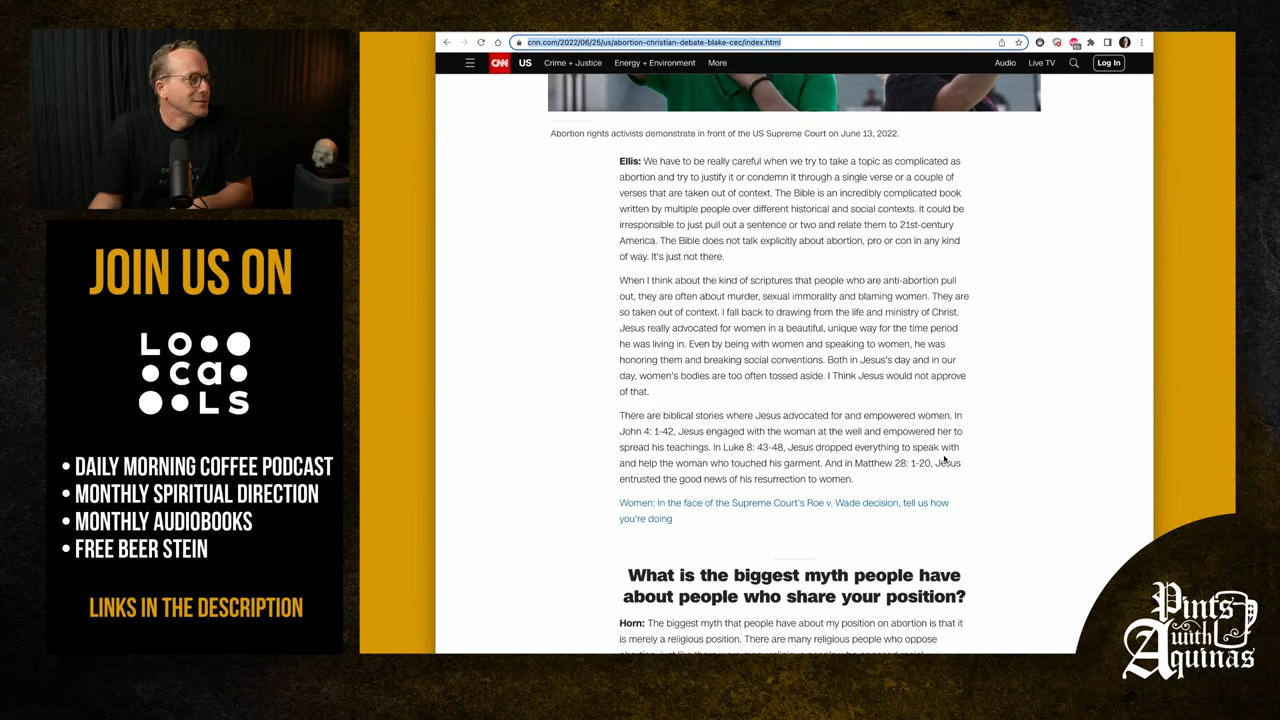 cnn.com/2022/06/25/us/abortion-christian-debate-blake-cec/index.html
CNN US Crime + Justice Energy + Environment More Audio Live TV Log In
Abortion rights activists demonstrate in front of the US Supreme Court on June 13, 2022.
Ellis: We have to be really careful when we try to take a topic as complicated as
abortion and try to justify it or condemn it through a single verse or a couple of
verses that are taken out of context. The Bible is an incredibly complicated book
written by multiple people over different historical and social contexts. It could be
irresponsible to just pull out a sentence or two and relate them to 21st-century
America. The Bible does not talk explicitly about abortion, pro or con in any kind
of way. It's just not there.
When I think about the kind of scriptures that people who are anti-abortion pull
out, they are often about murder, sexual immorality and blaming women. They are
so taken out of context. I fall back to drawing from the life and ministry of Christ.
Jesus really advocated for women in a beautiful, unique way for the time period
he was living in. Even by being with women and speaking to women, he was
honoring them and breaking social conventions. Both in Jesus's day and in our
day, women's bodies are too often tossed aside. I Think Jesus would not approve
of that.
There are biblical stories where Jesus advocated for and empowered women. In
John 4: 1-42, Jesus engaged with the woman at the well and empowered her to
spread his teachings. In Luke 8: 43-48, Jesus dropped everything to speak with
and help the woman who touched his garment. And in Matthew 28: 1-20, Jesus
entrusted the good news of his resurrection to women.
Women: In the face of the Supreme Court's Roe v. Wade decision, tell us how
you're doing
What is the biggest myth people have
about people who share your position?
Horn: The biggest myth that people have about my position on abortion is that it
is merely a religious position. There are many religious people who oppose
JOIN US ON
LOcaLS
• DAILY MORNING COFFEE PODCAST
• MONTHLY SPIRITUAL DIRECTION
• MONTHLY AUDIOBOOKS
• FREE BEER STEIN
LINKS IN THE DESCRIPTION
Pints
with
Aquinas